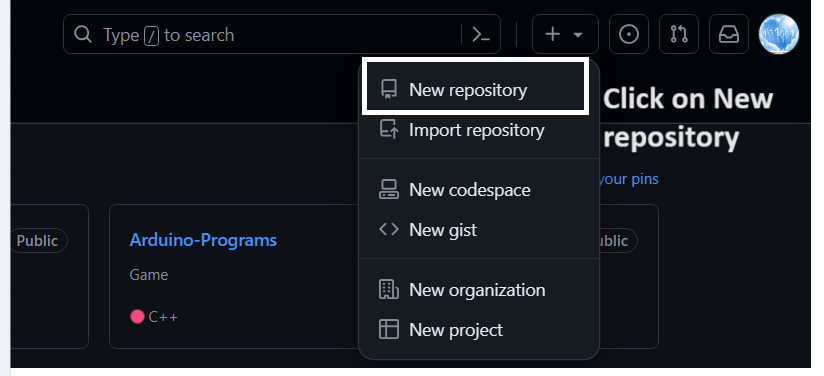 Type / to search
New repository
Click on New
repository
Import repository
your pins
New codespace
Public
Arduino-Programs
New gist
Game
New organization
C++
New project